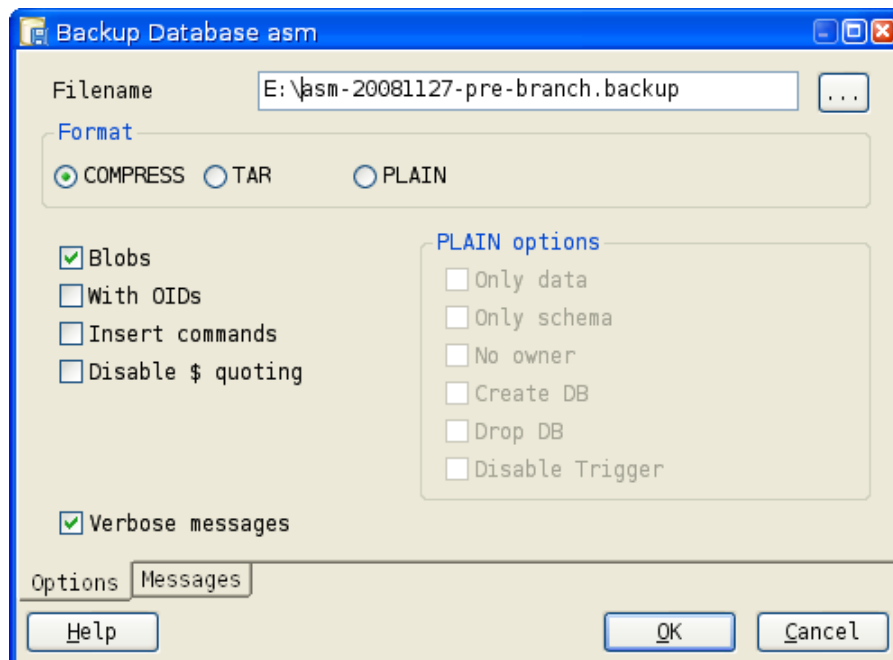 Backup Database asm
Filename E:\asm-20081127-pre-branch.backup ...
Format
COMPRESS TAR PLAIN
Blobs
With OIDs
Insert commands
Disable $ quoting
PLAIN options
Only data
Only schema
No owner
Create DB
Drop DB
Disable Trigger
Verbose messages
Options Messages
Help OK Cancel